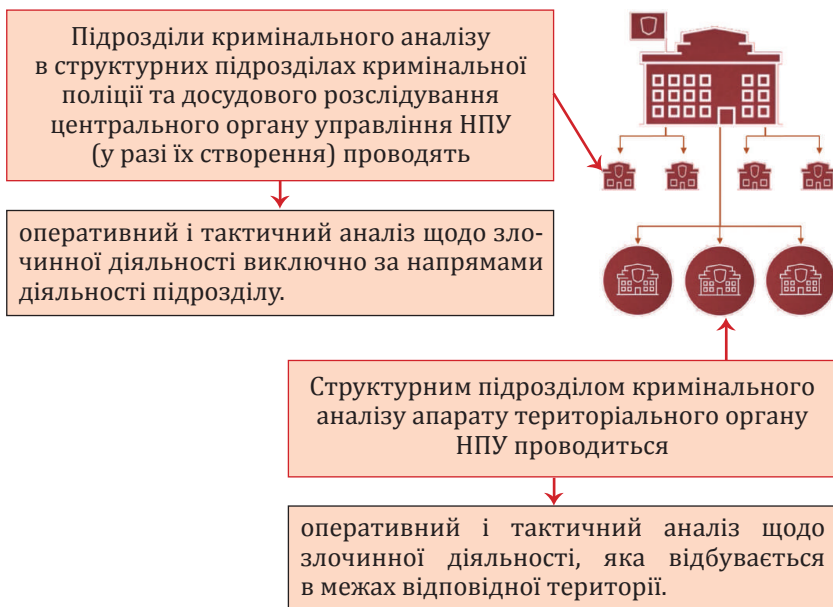 Підрозділи кримінального аналізу
в структурних підрозділах кримінальної
поліції та досудового розслідування
центрального органу управління НПУ
(у разі їх створення) проводять
оперативний і тактичний аналіз щодо зло-
чинної діяльності виключно за напрямами
діяльності підрозділу.
Структурним підрозділом кримінального
аналізу апарату територіального органу
НПУ проводиться
оперативний і тактичний аналіз щодо
злочинної діяльності, яка відбувається
в межах відповідної території.